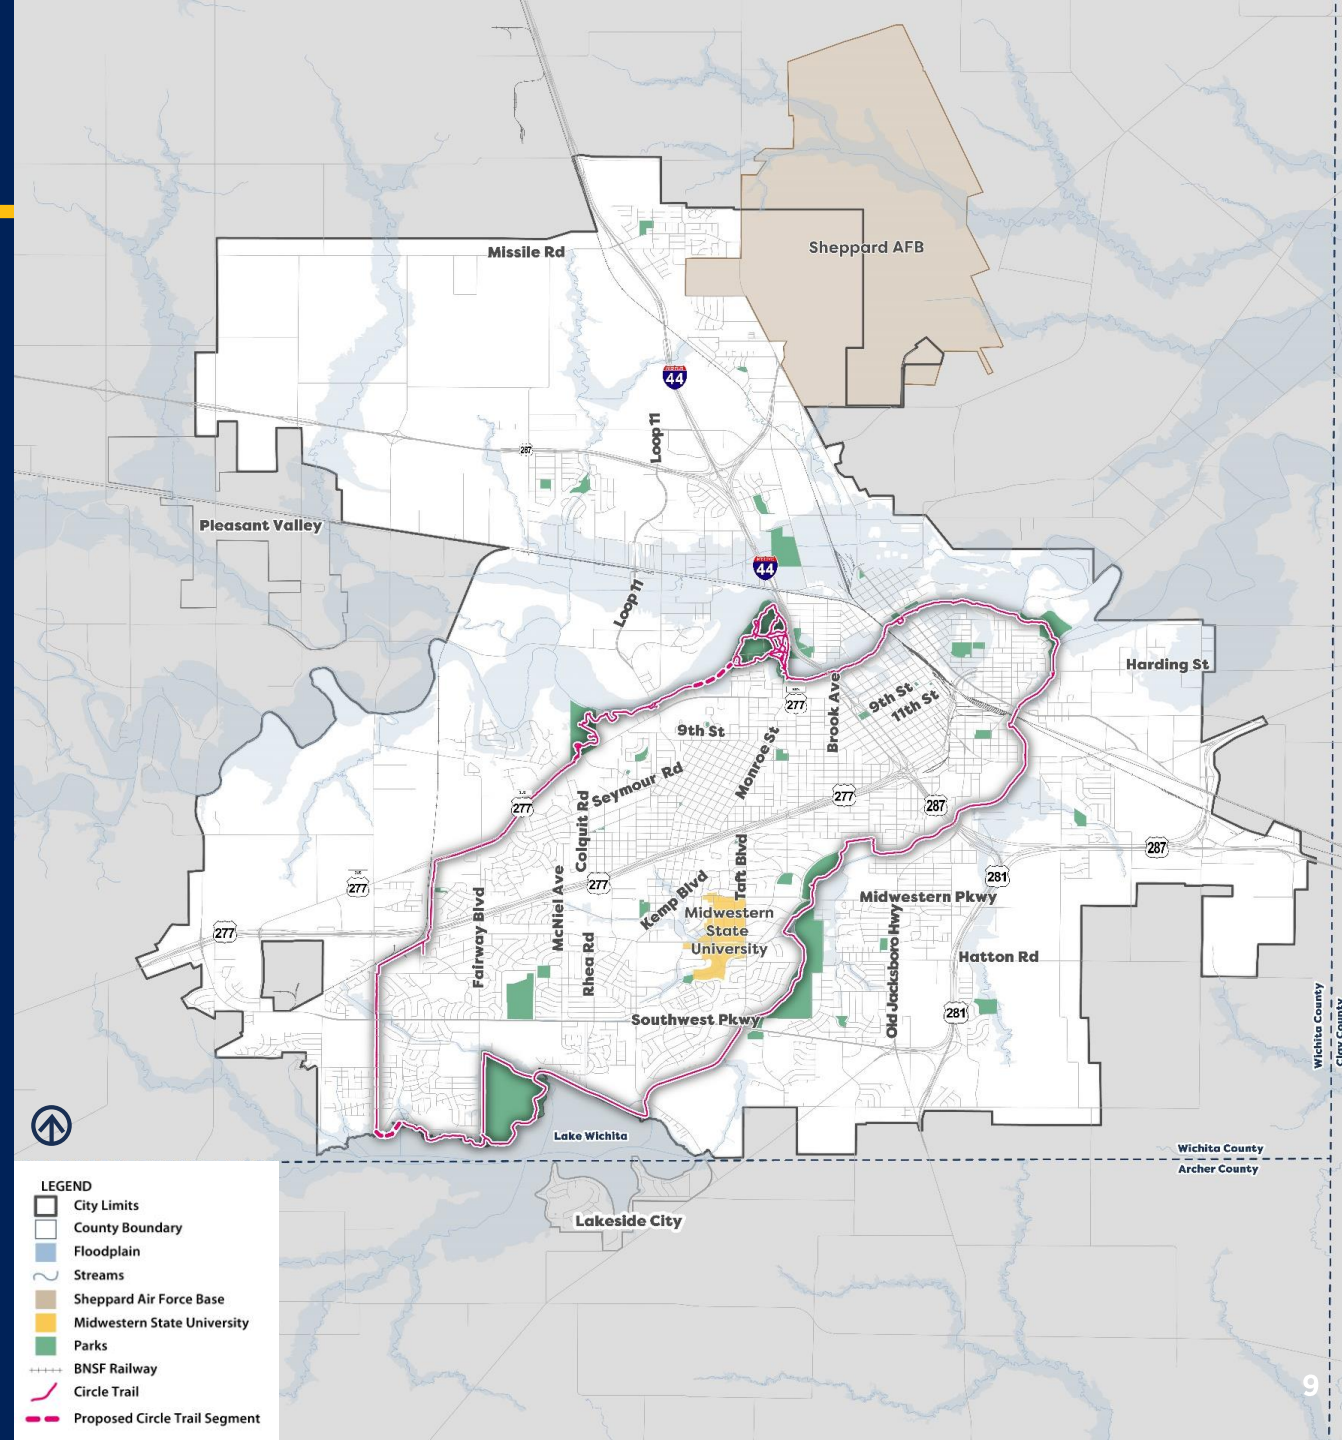 Missile Rd
Sheppard AFB
44
Loop 11
287
Pleasant Valley
44
Loop 11
Harding St
277
9th St
11th St
Brook Ave
9th St
Monroe St
Seymour Rd
277
277
287
Colquit Rd
287
Taft Blvd
277
277
281
Kemp Blvd
Midwestern Pkwy
Fairway Blvd
McNiel Ave
Midwestern
State
University
277
Rhea Rd
Old Jacksboro Hwy
Hatton Rd
281
Southwest Pkwy
Wichita County
Clay County
Lake Wichita
Wichita County
Archer County
Lakeside City
LEGEND
City Limits
County Boundary
Floodplain
Streams
Sheppard Air Force Base
Midwestern State University
Parks
BNSF Railway
Circle Trail
Proposed Circle Trail Segment
9